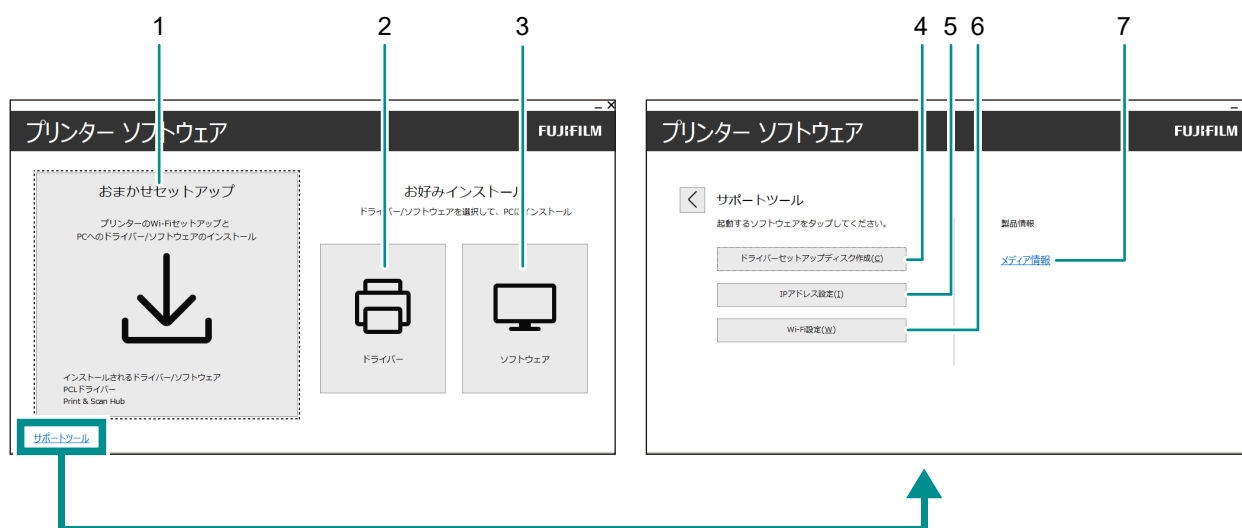 1
2
3
4
5
6
7
プリンター ソフトウェア
FUJIFILM
おまかせセットアップ
プリンターのWi-Fiセットアップと
PCへのドライバー/ソフトウェアのインストール
インストールされるドライバー/ソフトウェア
PCLドライバー
Print & Scan Hub
お好みインストール
ドライバー/ソフトウェアを選択して、PCにインストール
ドライバー
ソフトウェア
サポートツール
プリンター ソフトウェア
FUJIFILM
サポートツール
起動するソフトウェアをタップしてください。
ドライバーセットアップディスク作成(C)
IPアドレス設定(I)
Wi-Fi設定(W)
製品情報
メディア情報